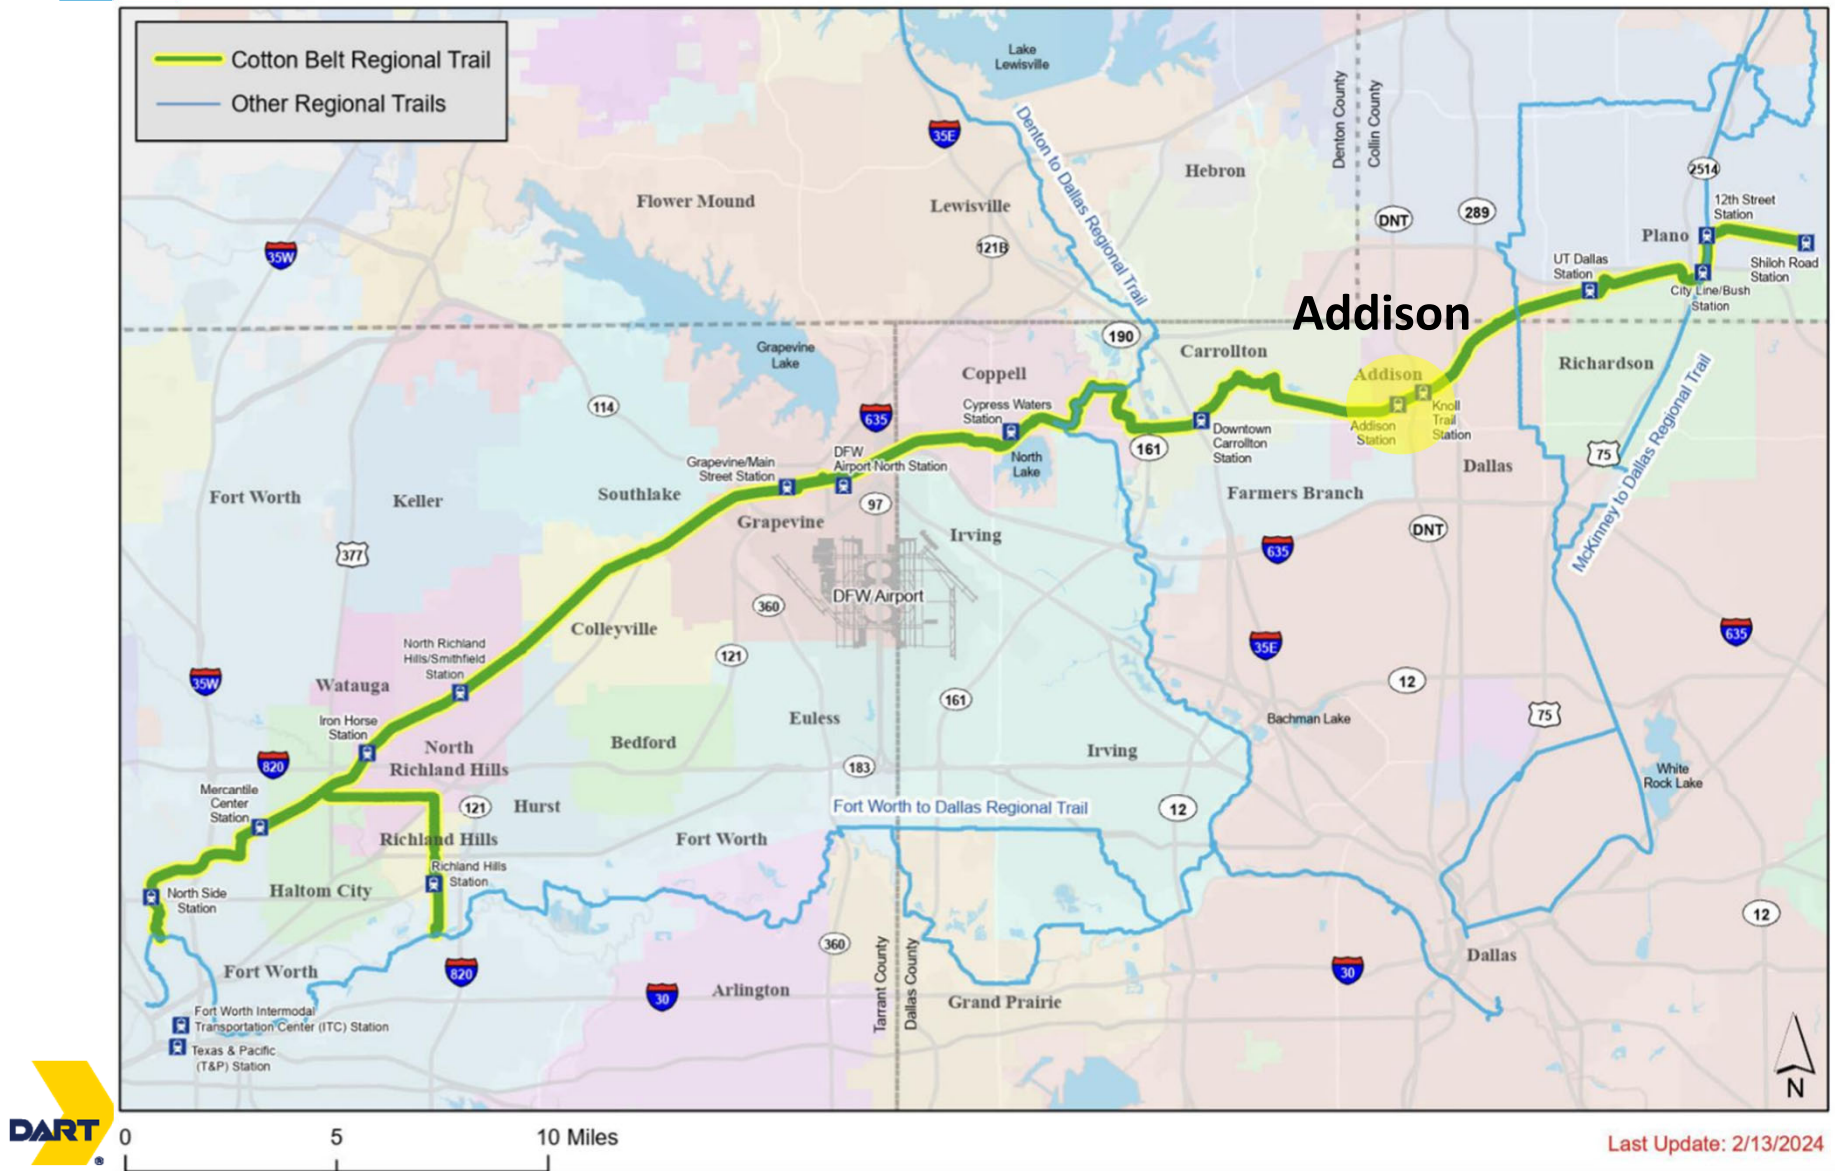 Cotton Belt Regional Trail
Other Regional Trails
Lake
Lewisville
35E
Denton County
Collin County
Denton to Dallas Regional Trail
Hebron
2514
Flower Mound
Lewisville
121B
DNT
289
12th Street
Station
Plano
35W
UT Dallas
Station
Shiloh Road
Station
City Line/Bush
Station
Addison
190
Grapevine
Lake
Carrollton
Richardson
Coppell
Addison
114
635
Cypress Waters
Station
Knoll
Trail
Station
Addison
Station
Downtown
Carrollton
Station
161
DFW
Airport North Station
Grapevine/Main
Street Station
North
Lake
75
Dallas
McKinney to Dallas Regional Trail
Fort Worth
Keller
Southlake
97
Farmers Branch
Grapevine
DNT
Irving
377
635
DFW Airport
360
Colleyville
635
North Richland
Hills/Smithfield
Station
121
35E
35W
Watauga
12
161
Iron Horse
Station
Euless
Bachman Lake
75
North
Richland Hills
Bedford
Irving
820
183
White
Rock Lake
Mercantile
Center
Station
121
Hurst
Fort Worth to Dallas Regional Trail
12
Richland Hills
Fort Worth
Richland Hills
Station
North Side
Station
Haltom City
12
360
Tarrant County
Dallas County
Dallas
Fort Worth
820
30
30
Arlington
Grand Prairie
Fort Worth Intermodal
Transportation Center (ITC) Station
Texas & Pacific
(T&P) Station
N
DART
®
0 5 10 Miles
Last Update: 2/13/2024